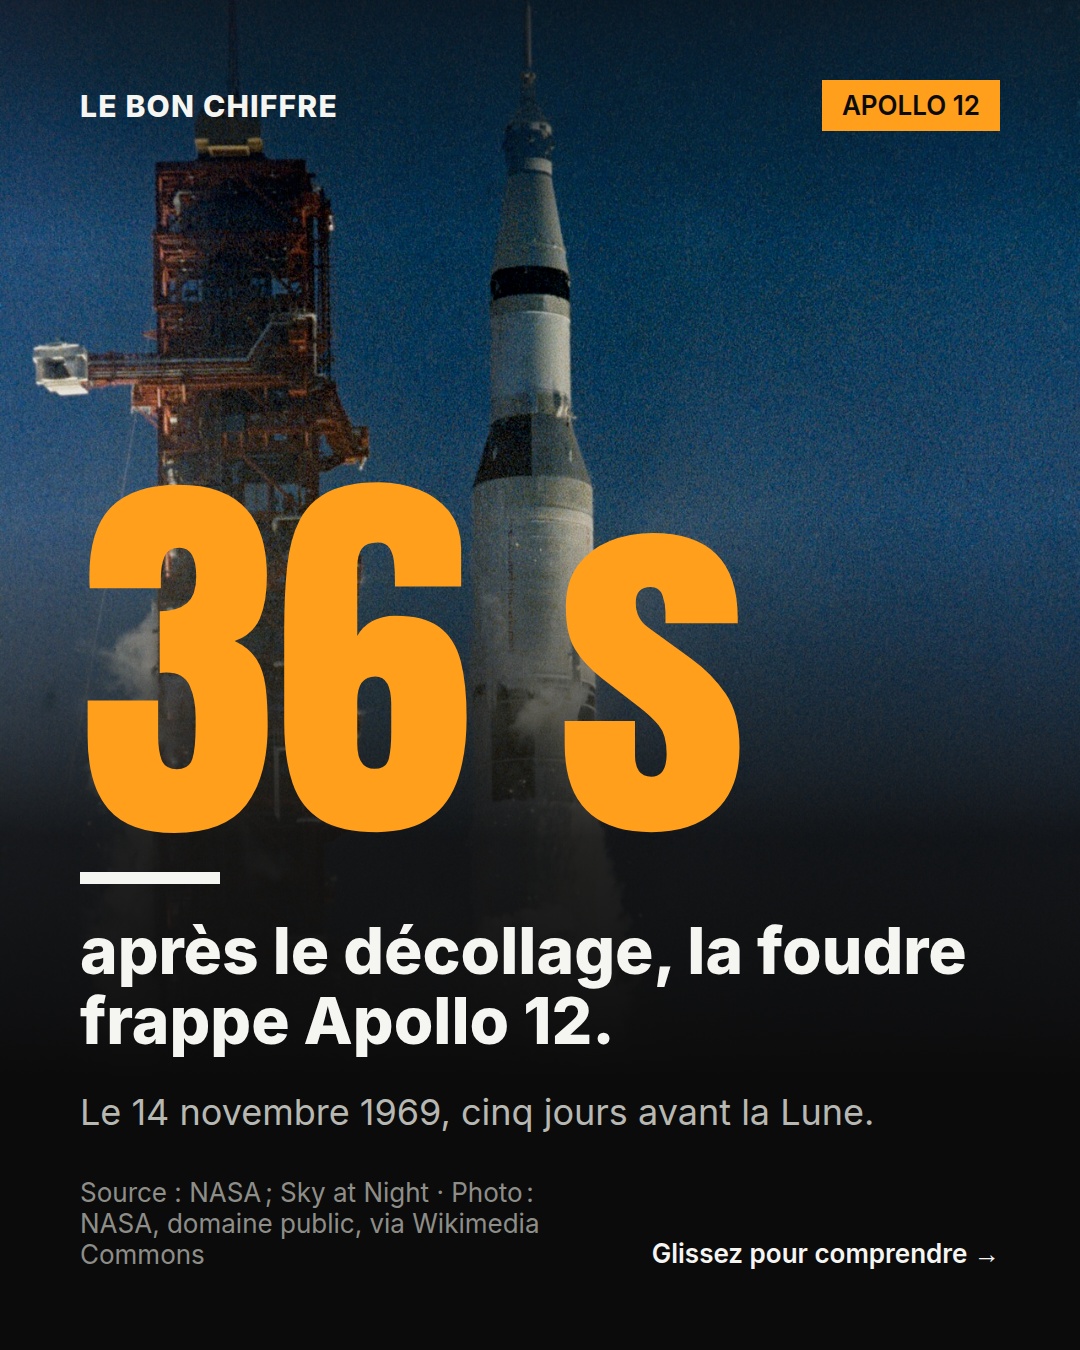 LE BON CHIFFRE
APOLLO 12
36 s
après le décollage, la foudre
frappe Apollo 12.
Le 14 novembre 1969, cinq jours avant la Lune.
Source : NASA ; Sky at Night · Photo :
NASA, domaine public, via Wikimedia
Commons
Glissez pour comprendre →